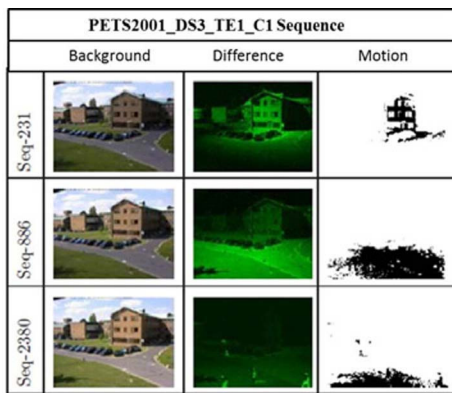 PETS2001_DS3_TE1_C1 Sequence
Background Difference Motion
Seq-231
Seq-886
Seq-2380